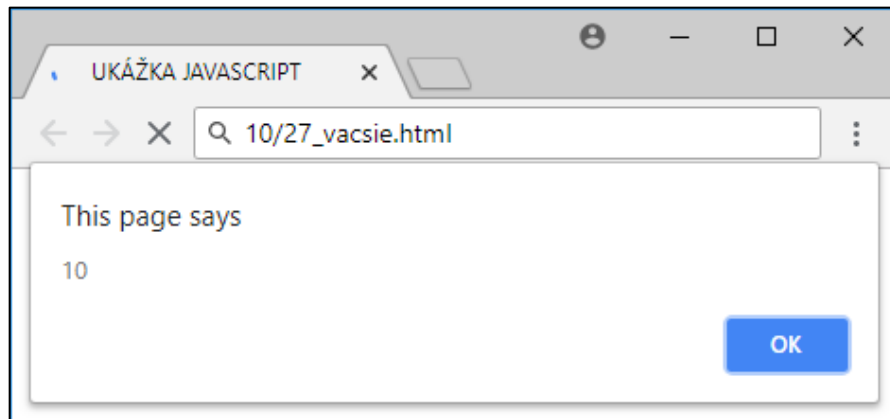 UKÁŽKA JAVASCRIPT
10/27_vacsie.html
This page says
10
OK